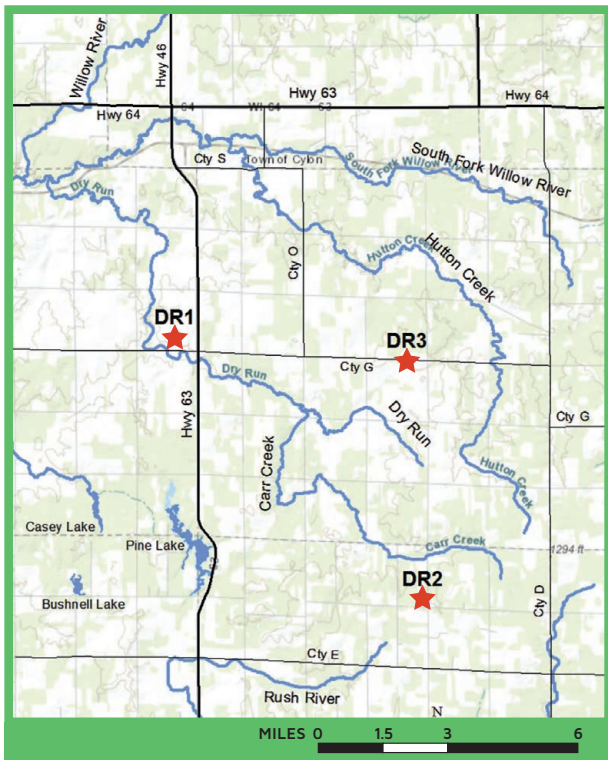 Willow River
Hwy 46
Hwy 63
Hwy 64
Hwy 64
64
WI-64
63
Cty S
Town of Cylon
South Fork Willow River
South Fork Willow River
Dry Run
Hutton Creek
Hutton Creek
Cty O
DR1
DR3
Cty G
Dry Run
Hwy 63
Dry Run
Cty G
Carr Creek
Hutton Creek
Casey Lake
Pine Lake
Carr Creek
1294 ft
63
DR2
Bushnell Lake
Cty D
Cty E
Rush River
N
MILES 0 1.5 3 6